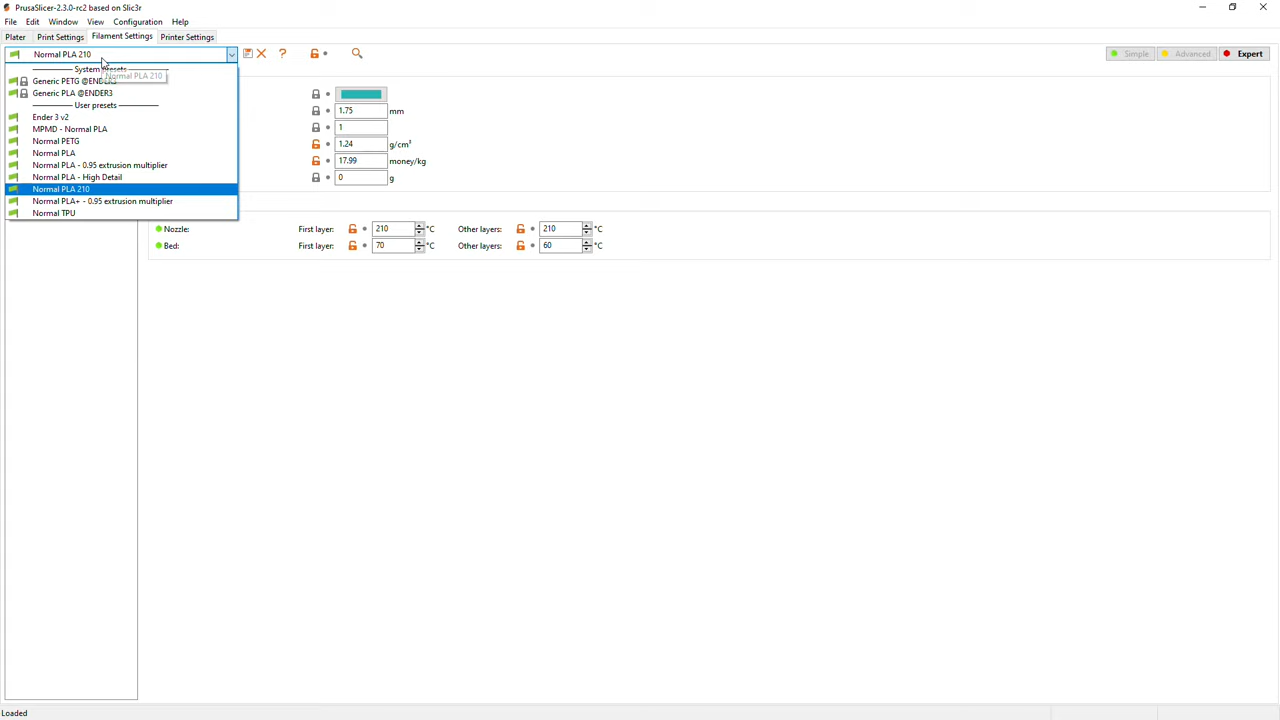 PrusaSlicer-2.3.0-rc2 based on Slic3r
File Edit Window View Configuration Help
Plater Print Settings Filament Settings Printer Settings
Normal PLA 210
Simple Advanced Expert
System presets
Normal PLA 210
Generic PETG @ENDER3
Generic PLA @ENDER3
User presets
Ender 3 v2
MPMD - Normal PLA
Normal PETG
Normal PLA
Normal PLA - 0.95 extrusion multiplier
Normal PLA - High Detail
Normal PLA 210
Normal PLA+ - 0.95 extrusion multiplier
Normal TPU
1.75 mm
1
1.24 g/cm³
17.99 money/kg
0 g
Nozzle: First layer: 210 °C Other layers: 210 °C
Bed: First layer: 70 °C Other layers: 60 °C
Loaded